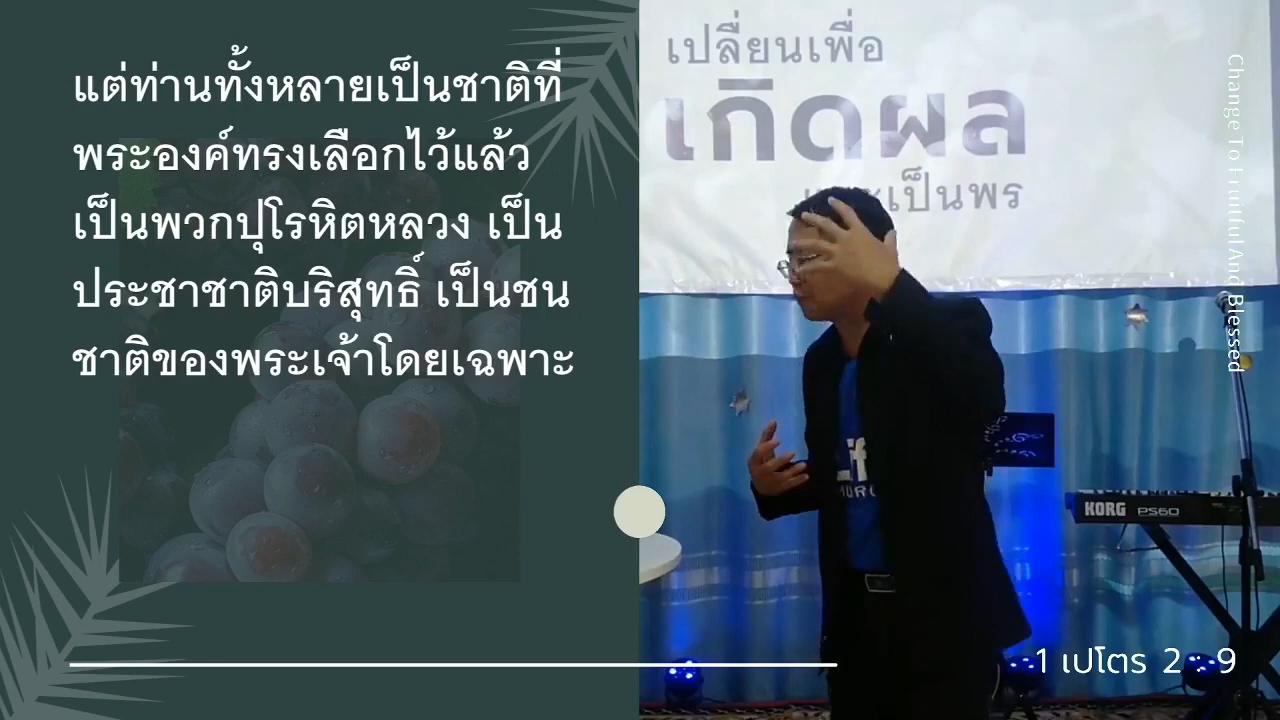 แต่ท่านทั้งหลายเป็นชาติที่
พระองค์ทรงเลือกไว้แล้ว
เป็นพวกปุโรหิตหลวง เป็น
ประชาชาติบริสุทธิ์ เป็นชน
ชาติของพระเจ้าโดยเฉพาะ
เปลี่ยนเพื่อ
เกิดผล
เป็นพร
Change To Fruitful And Blessed
KORG PS60
1 เปโตร 2 : 9